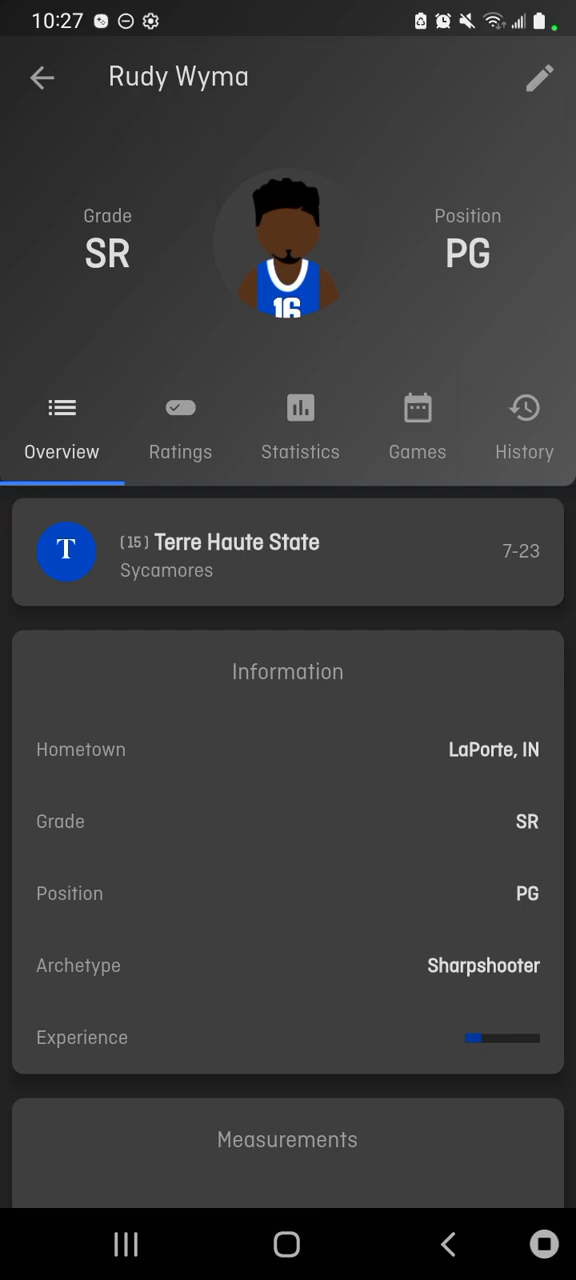 10:27
Rudy Wyma
Grade
SR
Position
PG
16
Overview
Ratings
Statistics
Games
History
T
(15) Terre Haute State
Sycamores
7-23
Information
Hometown
LaPorte, IN
Grade
SR
Position
PG
Archetype
Sharpshooter
Experience
Measurements